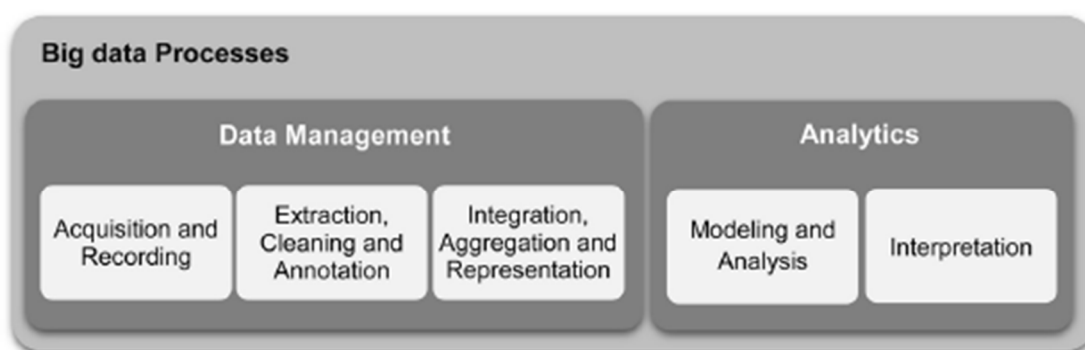 Big data Processes
Data Management
Analytics
Acquisition and
Recording
Extraction,
Cleaning and
Annotation
Integration,
Aggregation and
Representation
Modeling and
Analysis
Interpretation